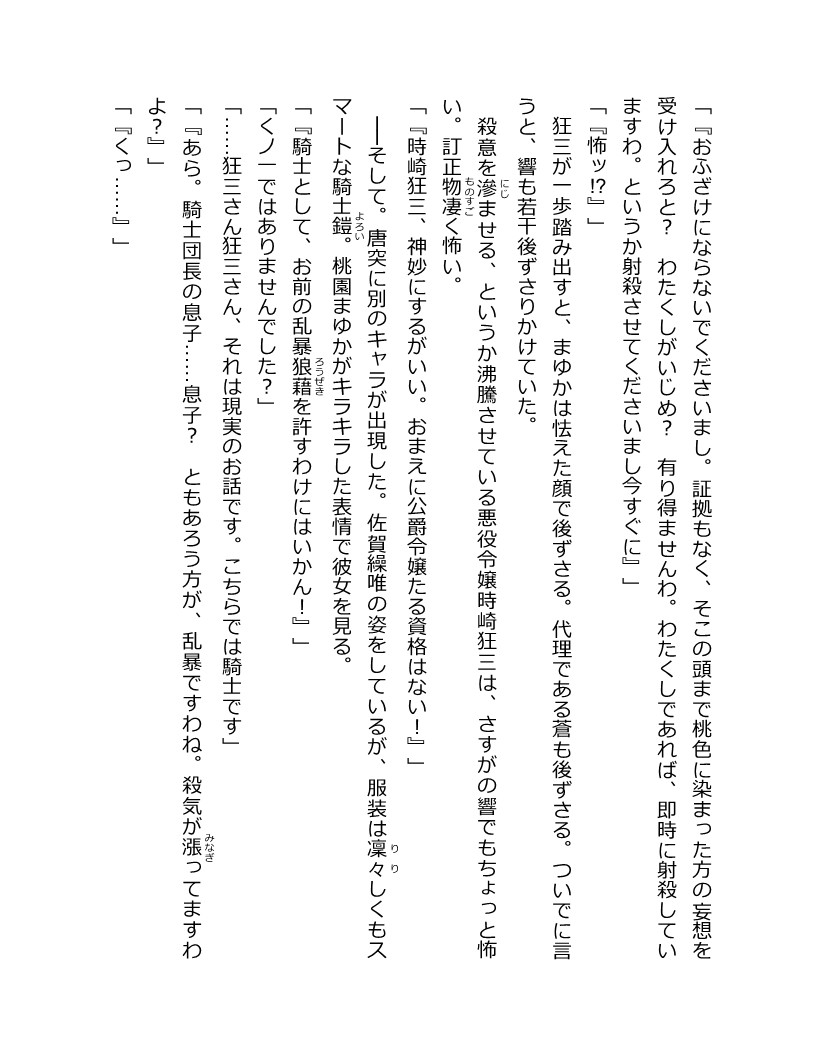 「『おふざけにならないでくださいまし。証拠もなく、そこの頭まで桃色に染まった方の妄想を
受け入れろと？　わたくしがいじめ？　有り得ませんわ。わたくしであれば、即時に射殺してい
ますわ。というか射殺させてくださいまし今すぐに』」
「『怖ッ⁉』」
　狂三が一歩踏み出すと、まゆかは怯えた顔で後ずさる。代理である蒼も後ずさる。ついでに言
うと、響も若干後ずさりかけていた。
　殺意を滲ませる、というか沸騰させている悪役令嬢時崎狂三は、さすがの響でもちょっと怖
い。訂正物凄く怖い。
「『時崎狂三、神妙にするがいい。おまえに公爵令嬢たる資格はない！』」
　──そして。唐突に別のキャラが出現した。佐賀繰唯の姿をしているが、服装は凜々しくもス
マートな騎士鎧。桃園まゆかがキラキラした表情で彼女を見る。
「『騎士として、お前の乱暴狼藉を許すわけにはいかん！』」
「くノ一ではありませんでした？」
「……狂三さん狂三さん、それは現実のお話です。こちらでは騎士です」
「『あら。騎士団長の息子……息子？　ともあろう方が、乱暴ですわね。殺気が漲ってますわ
よ？』」
「『くっ……』」